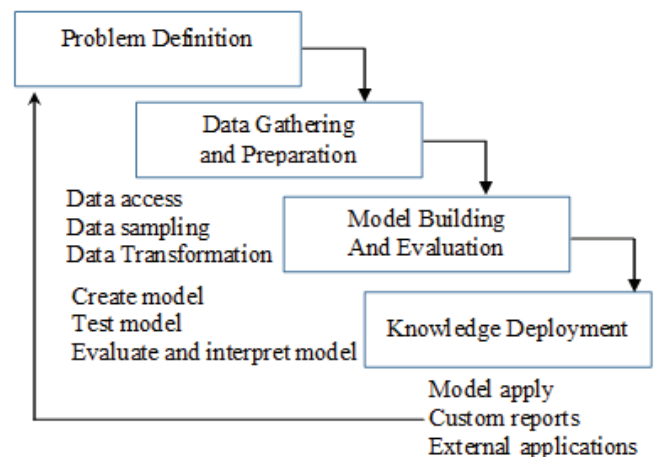 Problem Definition
Data Gathering
and Preparation
Data access
Data sampling
Data Transformation
Model Building
And Evaluation
Create model
Test model
Evaluate and interpret model
Knowledge Deployment
Model apply
Custom reports
External applications